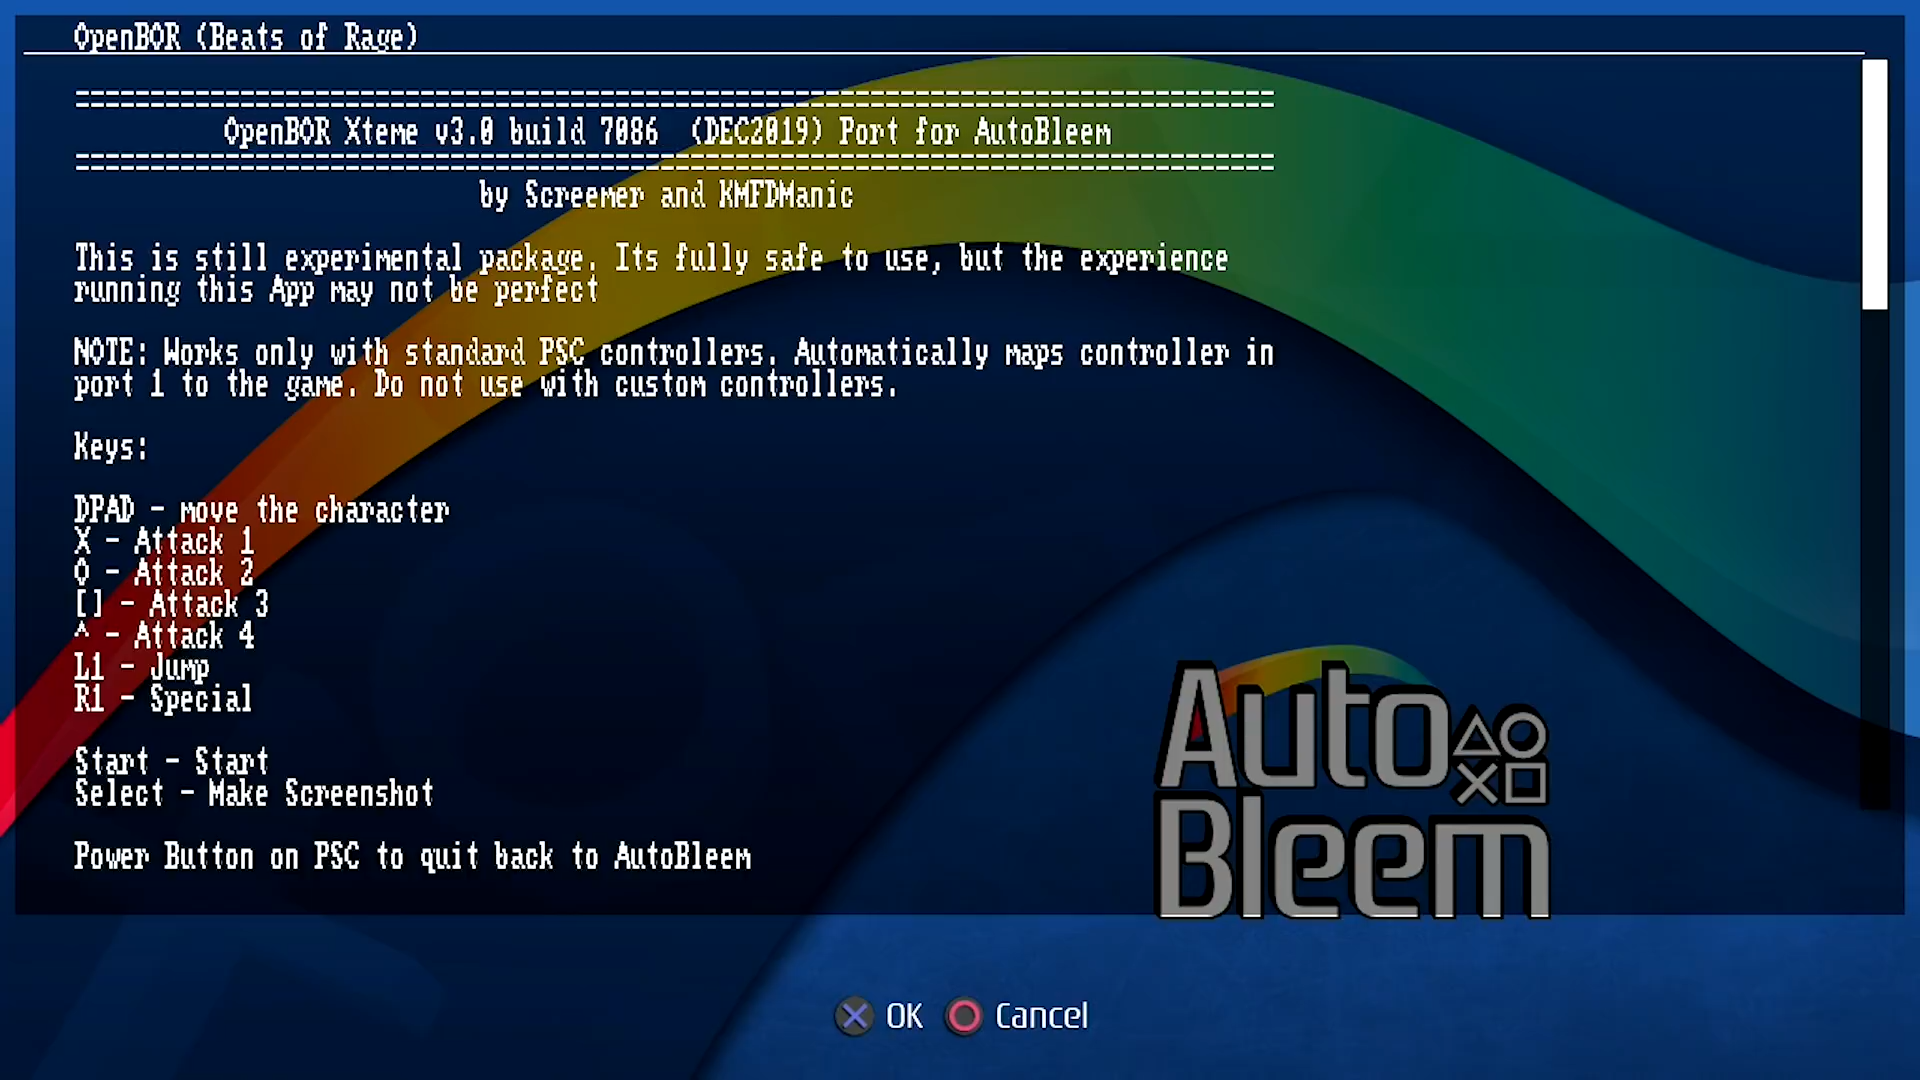 OpenBOR (Beats of Rage)
================================================================================
OpenBOR Xteme v3.0 build 7086  (DEC2019) Port for AutoBleem
================================================================================
by Screemer and KMFDManic
This is still experimental package. Its fully safe to use, but the experience
running this App may not be perfect
NOTE: Works only with standard PSC controllers. Automatically maps controller in
port 1 to the game. Do not use with custom controllers.
Keys:
DPAD - move the character
X - Attack 1
O - Attack 2
[] - Attack 3
^ - Attack 4
L1 - Jump
R1 - Special
Start - Start
Select - Make Screenshot
Power Button on PSC to quit back to AutoBleem
Auto
Bleem
OK Cancel